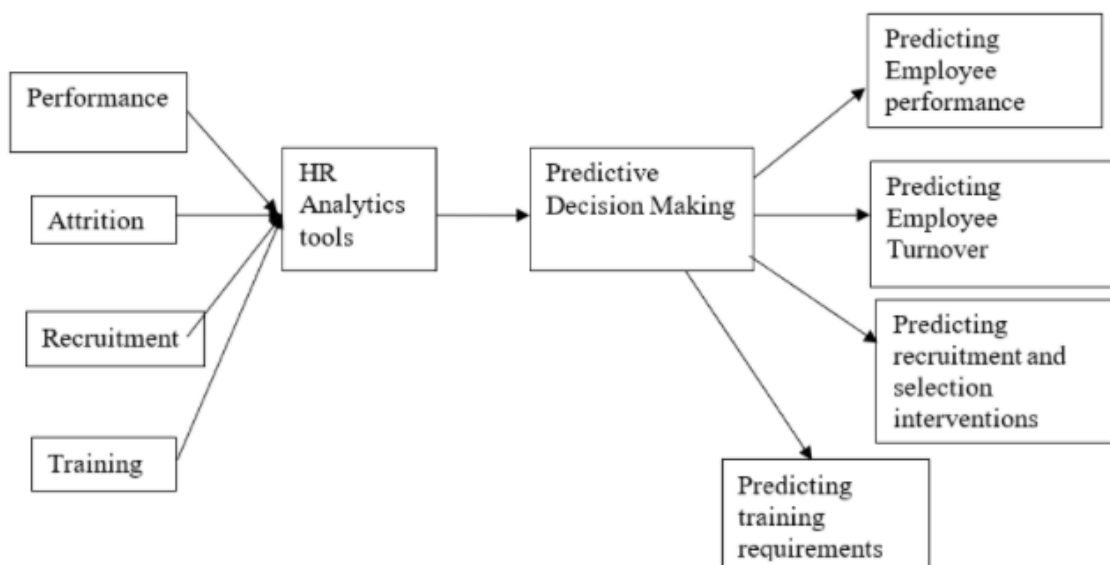 Performance
Attrition
Recruitment
Training
HR
Analytics
tools
Predictive
Decision Making
Predicting
Employee
performance
Predicting
Employee
Turnover
Predicting
recruitment and
selection
interventions
Predicting
training
requirements